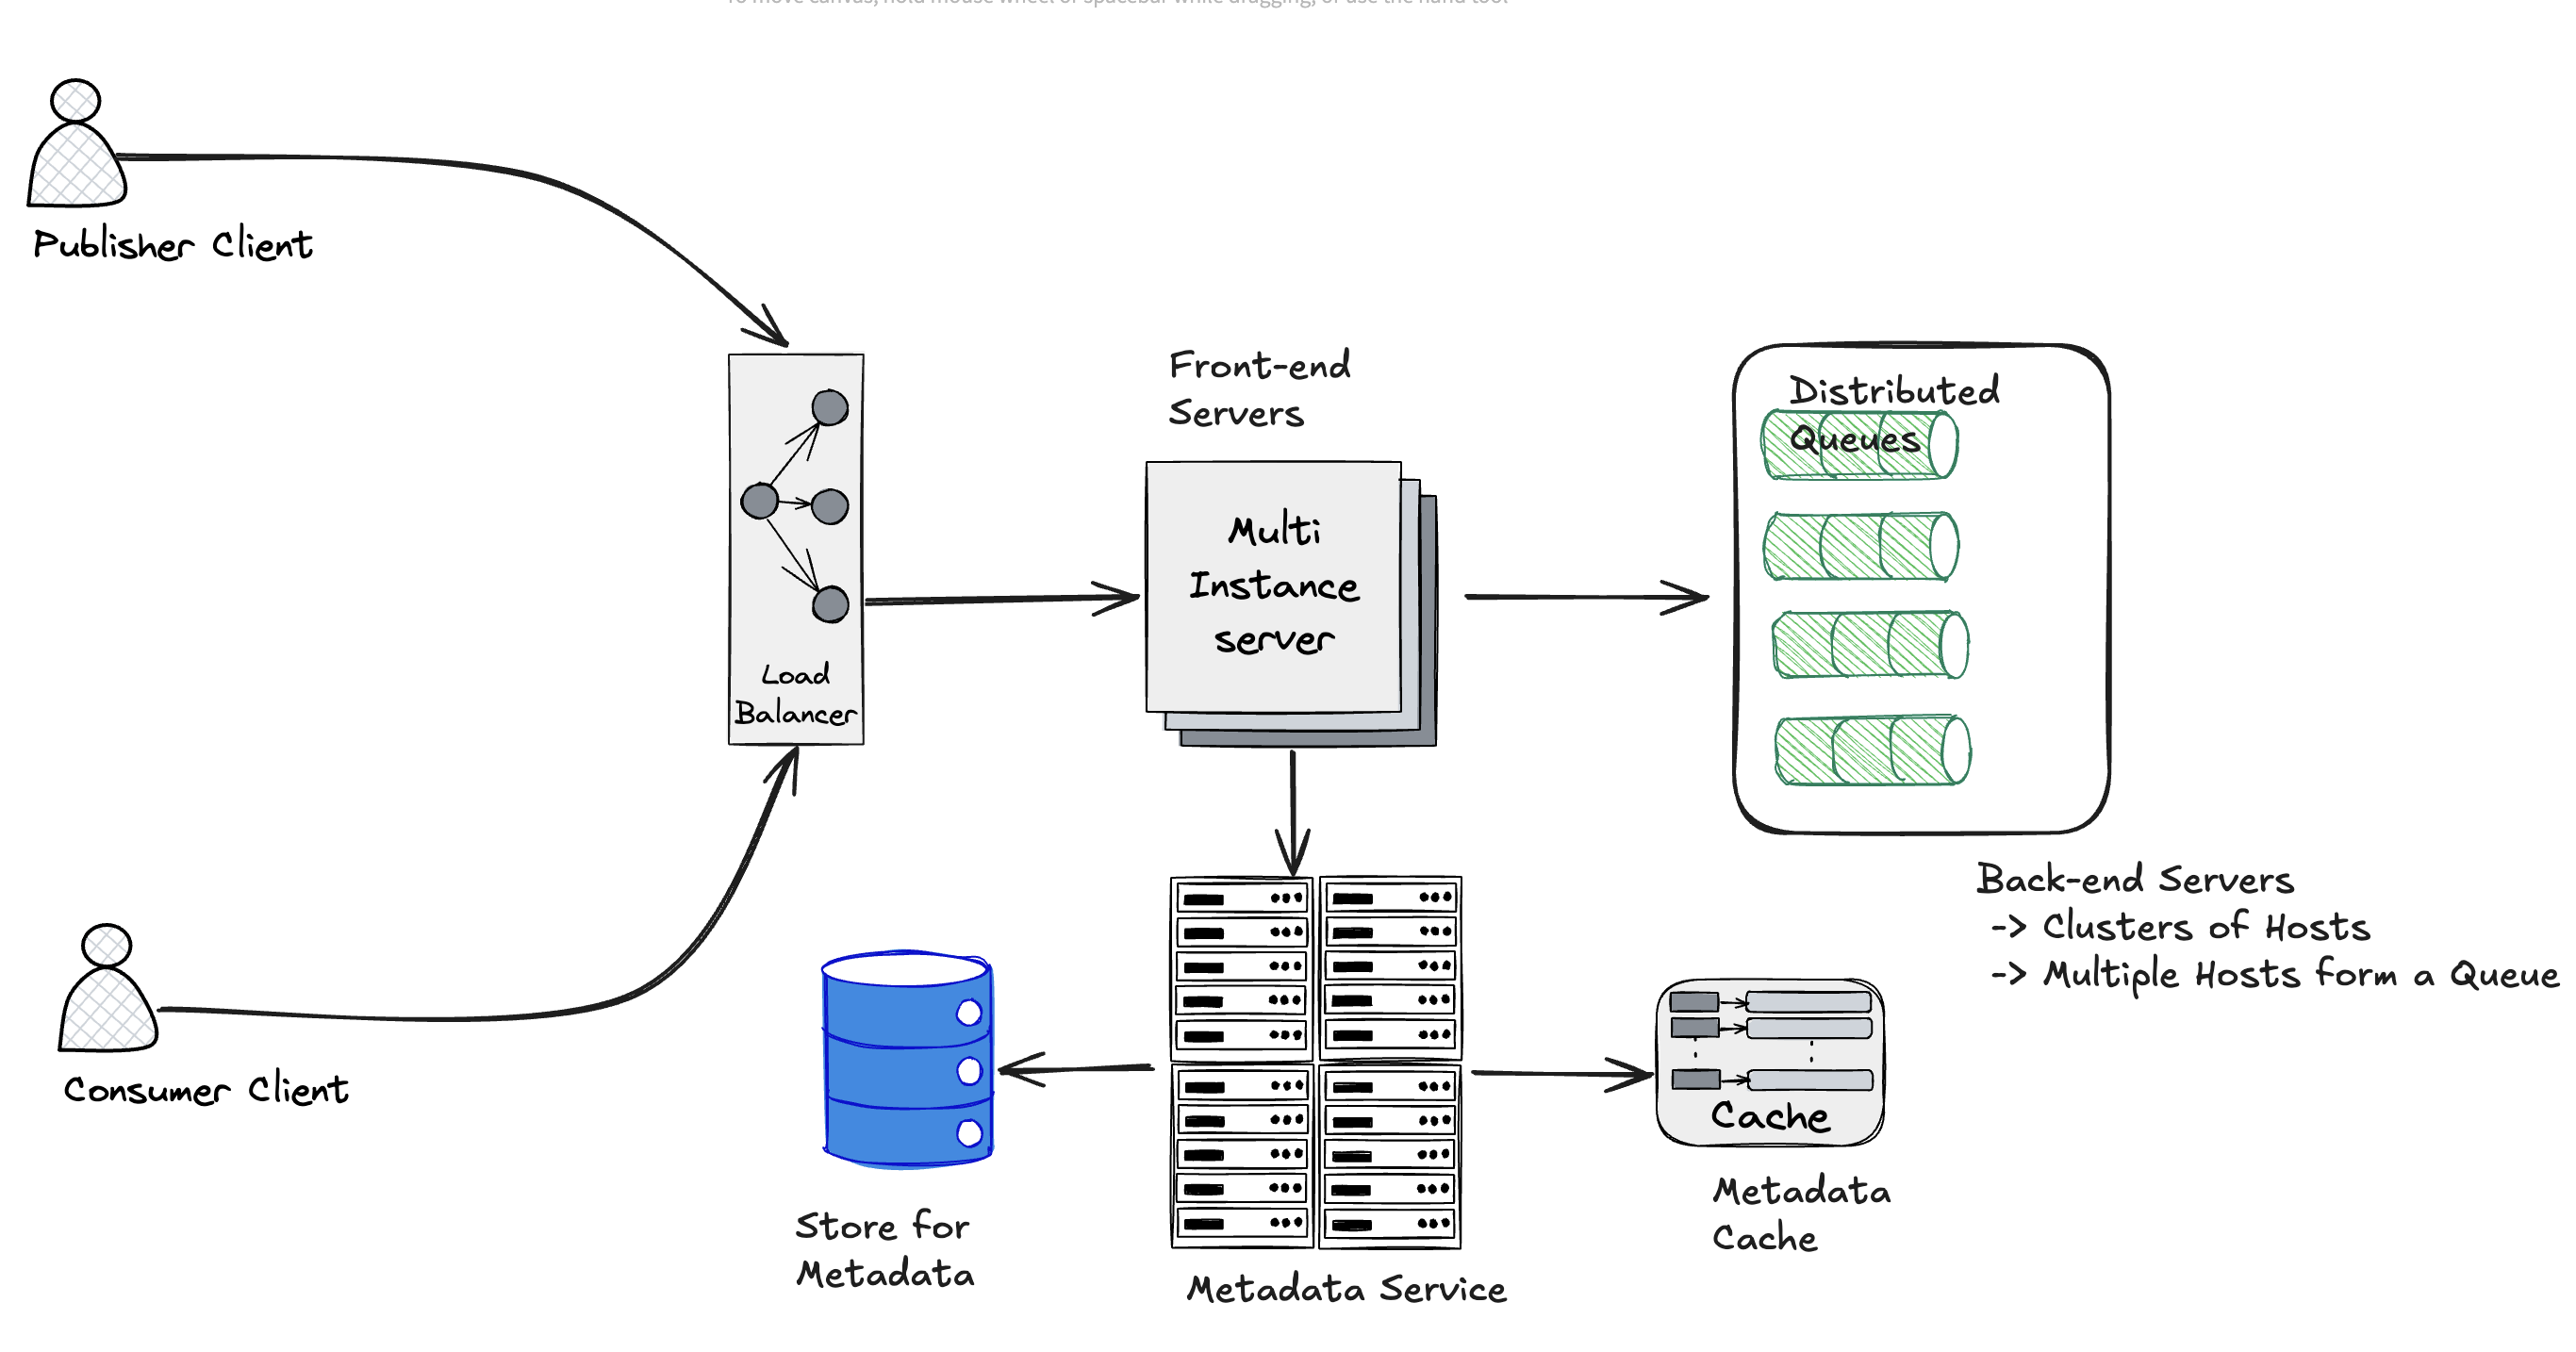 To move canvas, hold mouse wheel or spacebar while dragging, or use the hand tool
Publisher Client
Load
Balancer
Front-end
Servers
Multi
Instance
server
Distributed
Queues
Back-end Servers
-> Clusters of Hosts
-> Multiple Hosts form a Queue
Consumer Client
Store for
Metadata
Metadata Service
Cache
Metadata
Cache